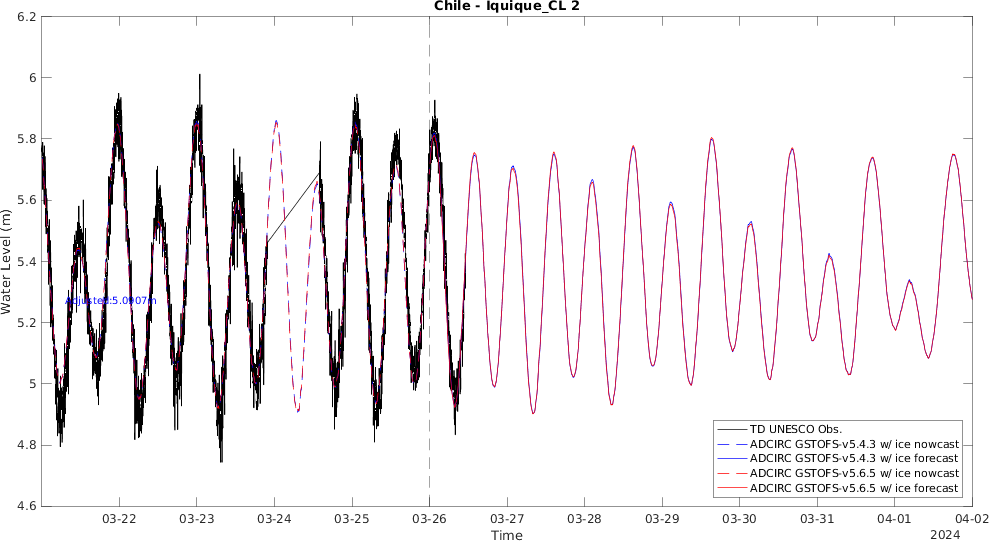 Chile - Iquique_CL 2
6.2
6
5.8
5.6
5.4
5.2
5
4.8
4.6
Water Level (m)
Adjusted:5.0907m
TD UNESCO Obs.
ADCIRC GSTOFS-v5.4.3 w/ ice nowcast
ADCIRC GSTOFS-v5.4.3 w/ ice forecast
ADCIRC GSTOFS-v5.6.5 w/ ice nowcast
ADCIRC GSTOFS-v5.6.5 w/ ice forecast
03-22 03-23 03-24 03-25 03-26 03-27 03-28 03-29 03-30 03-31 04-01 04-02
Time
2024